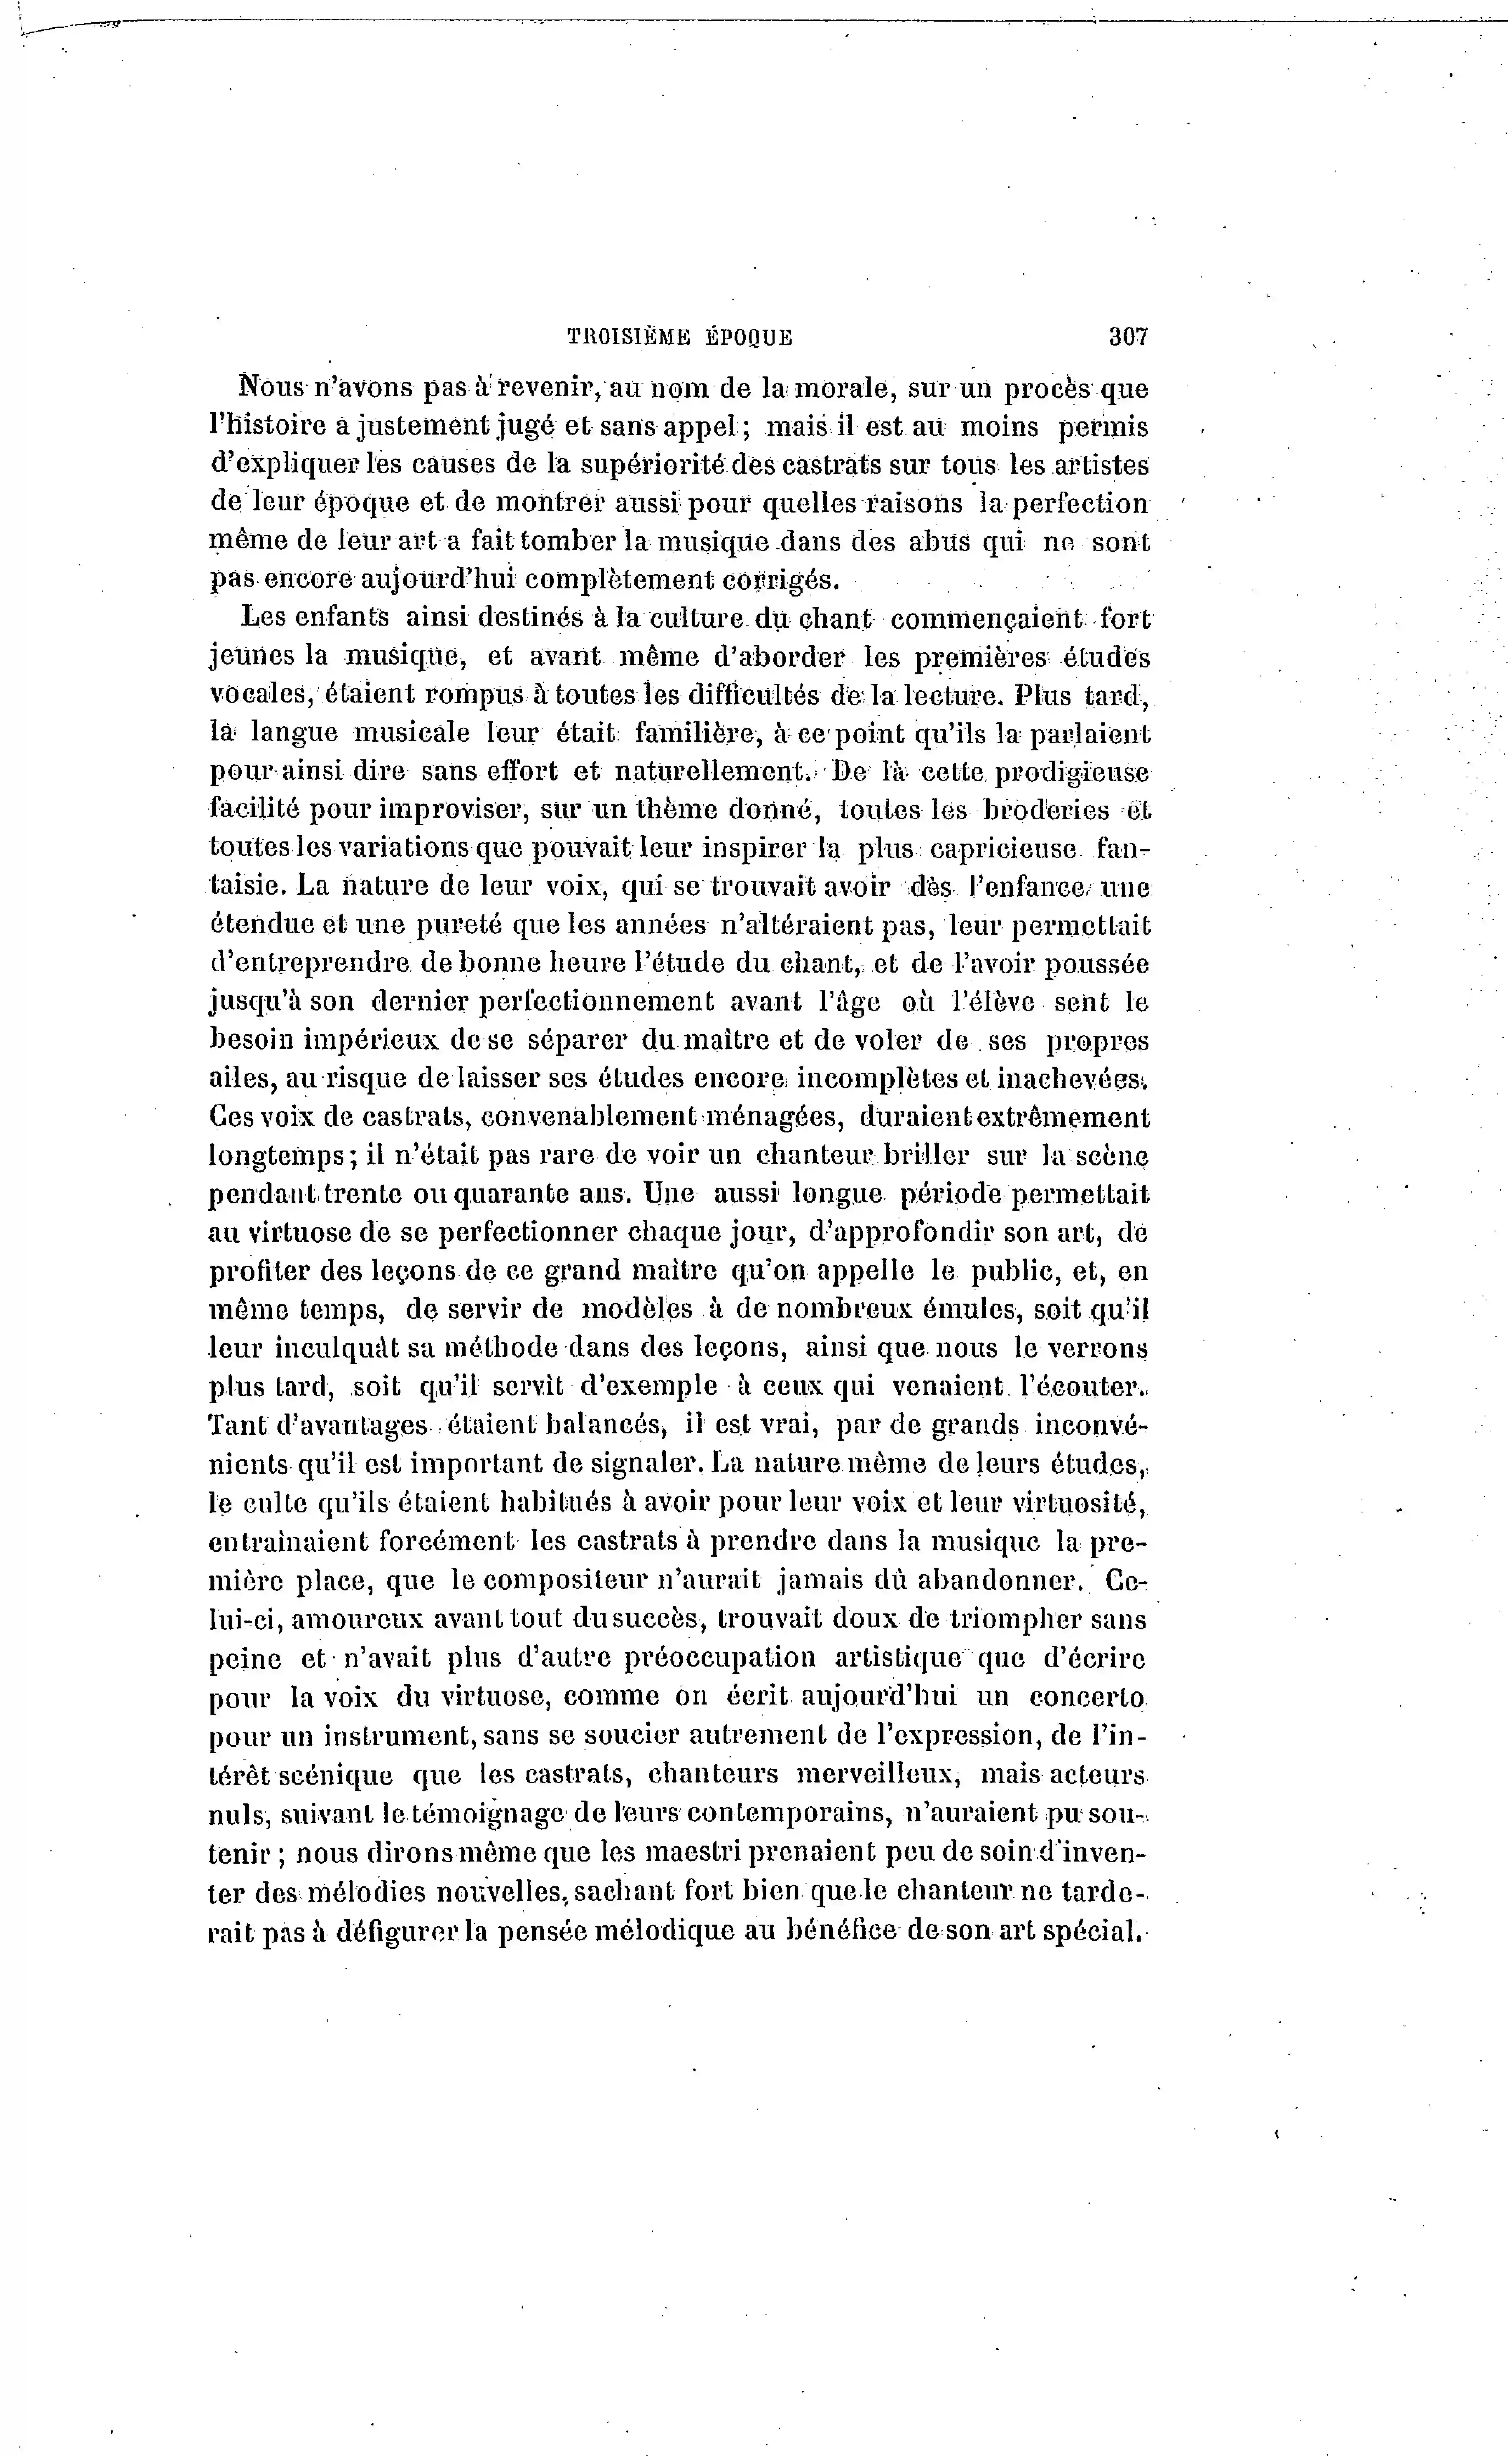 TROISIÈME ÉPOQUE 307
Nous n'avons pas à revenir, au nom de la morale, sur un procès que
l'histoire a justement jugé et sans appel; mais il est au moins permis
d'expliquer les causes de la supériorité des castrats sur tous les artistes
de leur époque et de montrer aussi pour quelles raisons la perfection
même de leur art a fait tomber la musique dans des abus qui ne sont
pas encore aujourd'hui complètement corrigés.
Les enfants ainsi destinés à la culture du chant commençaient fort
jeunes la musique, et avant même d'aborder les premières études
vocales, étaient rompus à toutes les difficultés de la lecture. Plus tard,
la langue musicale leur était familière, à ce point qu'ils la parlaient
pour ainsi dire sans effort et naturellement. De là cette prodigieuse
facilité pour improviser, sur un thème donné, toutes les broderies et
toutes les variations que pouvait leur inspirer la plus capricieuse fan-
taisie. La nature de leur voix, qui se trouvait avoir dès l'enfance une
étendue et une pureté que les années n'altéraient pas, leur permettait
d'entreprendre de bonne heure l'étude du chant, et de l'avoir poussée
jusqu'à son dernier perfectionnement avant l'âge où l'élève sent le
besoin impérieux de se séparer du maître et de voler de ses propres
ailes, au risque de laisser ses études encore incomplètes et inachevées.
Ces voix de castrats, convenablement ménagées, duraient extrêmement
longtemps; il n'était pas rare de voir un chanteur briller sur la scène
pendant trente ou quarante ans. Une aussi longue période permettait
au virtuose de se perfectionner chaque jour, d'approfondir son art, de
profiter des leçons de ce grand maître qu'on appelle le public, et, en
même temps, de servir de modèles à de nombreux émules, soit qu'il
leur inculquât sa méthode dans des leçons, ainsi que nous le verrons
plus tard, soit qu'il servit d'exemple à ceux qui venaient l'écouter.
Tant d'avantages étaient balancés, il est vrai, par de grands inconvé-
nients qu'il est important de signaler. La nature même de leurs études,
le culte qu'ils étaient habitués à avoir pour leur voix et leur virtuosité,
entraînaient forcément les castrats à prendre dans la musique la pre-
mière place, que le compositeur n'aurait jamais dû abandonner. Ce-
lui-ci, amoureux avant tout du succès, trouvait doux de triompher sans
peine et n'avait plus d'autre préoccupation artistique que d'écrire
pour la voix du virtuose, comme on écrit aujourd'hui un concerto
pour un instrument, sans se soucier autrement de l'expression, de l'in-
térêt scénique que les castrats, chanteurs merveilleux, mais acteurs
nuls, suivant le témoignage de leurs contemporains, n'auraient pu sou-
tenir; nous dirons même que les maestri prenaient peu de soin d'inven-
ter des mélodies nouvelles, sachant fort bien que le chanteur ne tarde-
rait pas à défigurer la pensée mélodique au bénéfice de son art spécial.